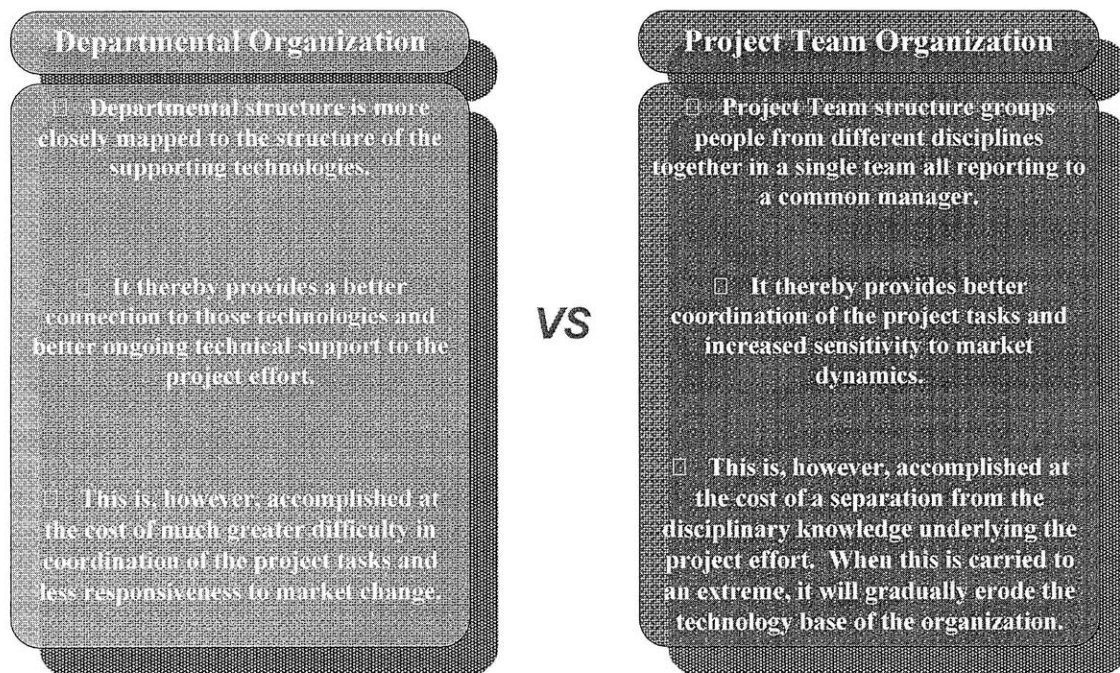 Departmental Organization
▯ Departmental structure is more
closely mapped to the structure of the
supporting technologies.
▯ It thereby provides a better
connection to those technologies and
better ongoing technical support to the
project effort.
▯ This is, however, accomplished at
the cost of much greater difficulty in
coordination of the project tasks and
less responsiveness to market change.
VS
Project Team Organization
▯ Project Team structure groups
people from different disciplines
together in a single team all reporting to
a common manager.
▯ It thereby provides better
coordination of the project tasks and
increased sensitivity to market
dynamics.
▯ This is, however, accomplished at
the cost of a separation from the
disciplinary knowledge underlying the
project effort. When this is carried to
an extreme, it will gradually erode the
technology base of the organization.